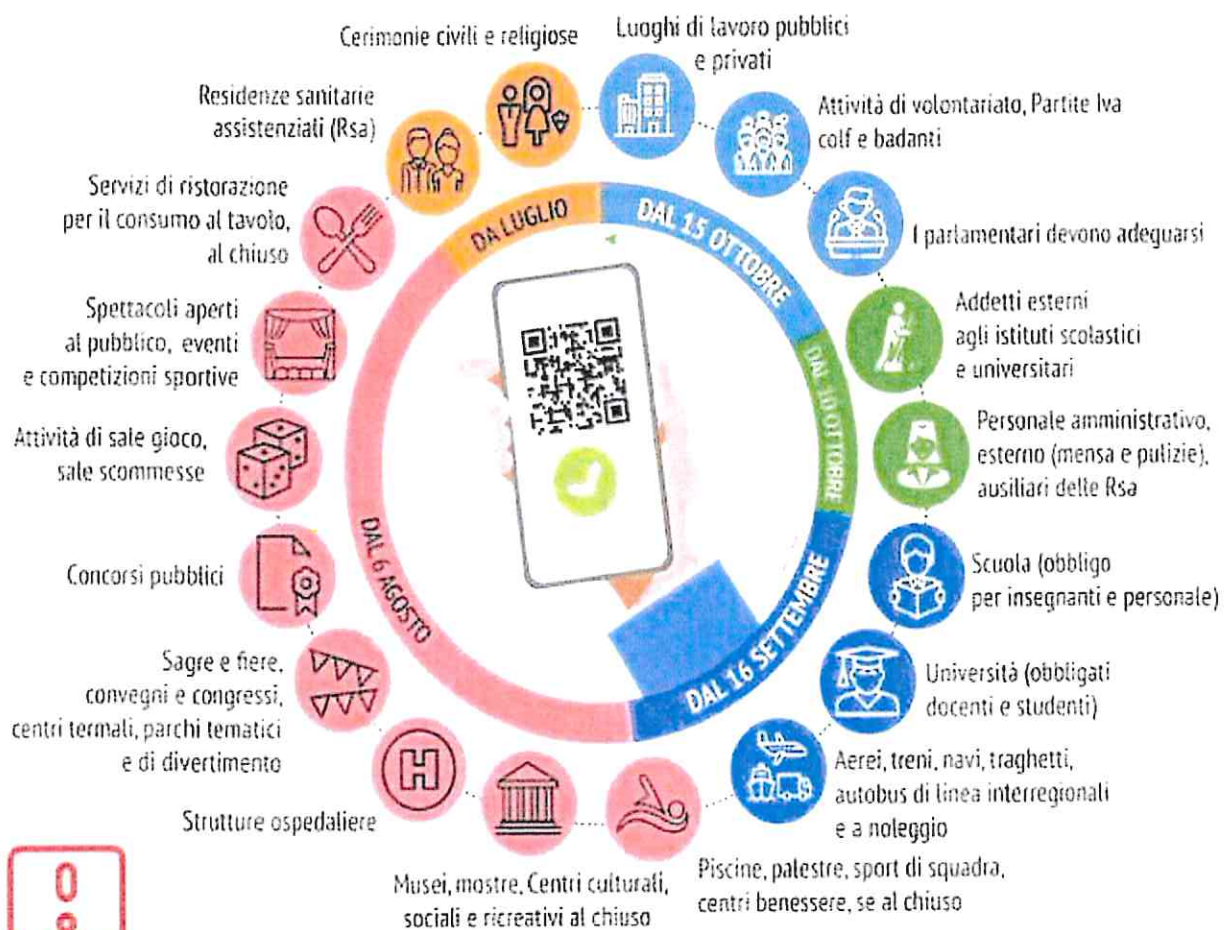 Cerimonie civili e religiose
Luoghi di lavoro pubblici
e privati
Residenze sanitarie
assistenziali (Rsa)
Attività di volontariato, Partite Iva
colf e badanti
Servizi di ristorazione
per il consumo al tavolo,
al chiuso
I parlamentari devono adeguarsi
Spettacoli aperti
al pubblico, eventi
e competizioni sportive
Addetti esterni
agli istituti scolastici
e universitari
Attività di sale gioco,
sale scommesse
Personale amministrativo,
esterno (mensa e pulizie),
ausiliari delle Rsa
Concorsi pubblici
Scuola (obbligo
per insegnanti e personale)
Sagre e fiere,
convegni e congressi,
centri termali, parchi tematici
e di divertimento
Università (obbligati
docenti e studenti)
Strutture ospedaliere
H
Aerei, treni, navi, traghetti,
autobus di linea interregionali
e a noleggio
Musei, mostre, Centri culturali,
sociali e ricreativi al chiuso
Piscine, palestre, sport di squadra,
centri benessere, se al chiuso
DA LUGLIO
DAL 15 OTTOBRE
DAL 10 OTTOBRE
DAL 16 SETTEMBRE
DAL 6 AGOSTO